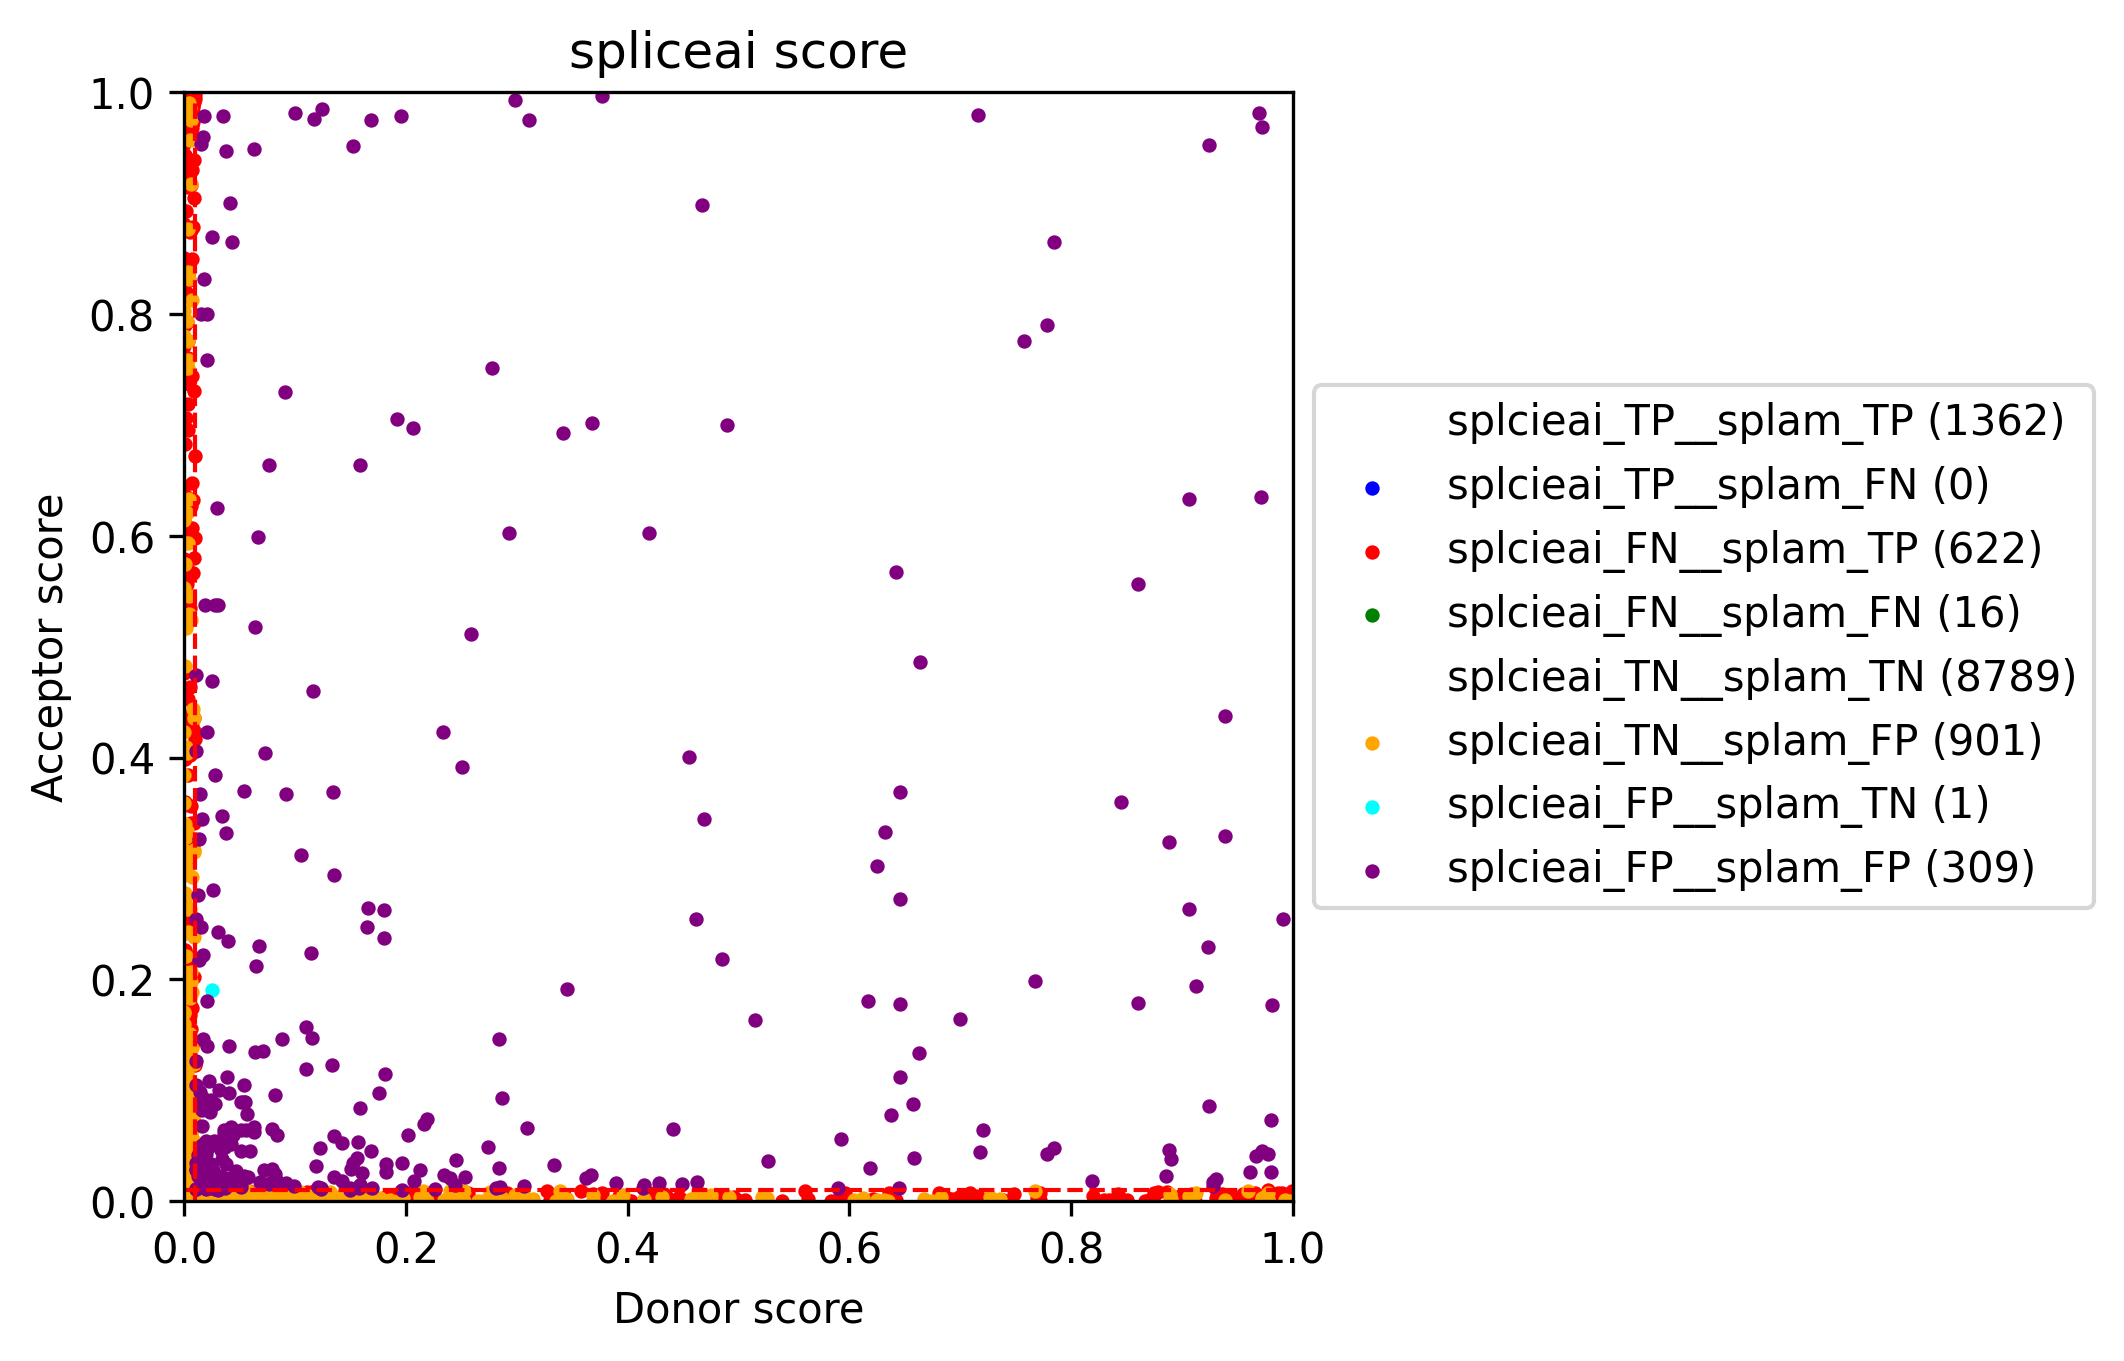 spliceai score
1.0
0.8
0.6
0.4
0.2
0.0
Acceptor score
0.0 0.2 0.4 0.6 0.8 1.0
Donor score
splcieai_TP__splam_TP (1362)
splcieai_TP__splam_FN (0)
splcieai_FN__splam_TP (622)
splcieai_FN__splam_FN (16)
splcieai_TN__splam_TN (8789)
splcieai_TN__splam_FP (901)
splcieai_FP__splam_TN (1)
splcieai_FP__splam_FP (309)